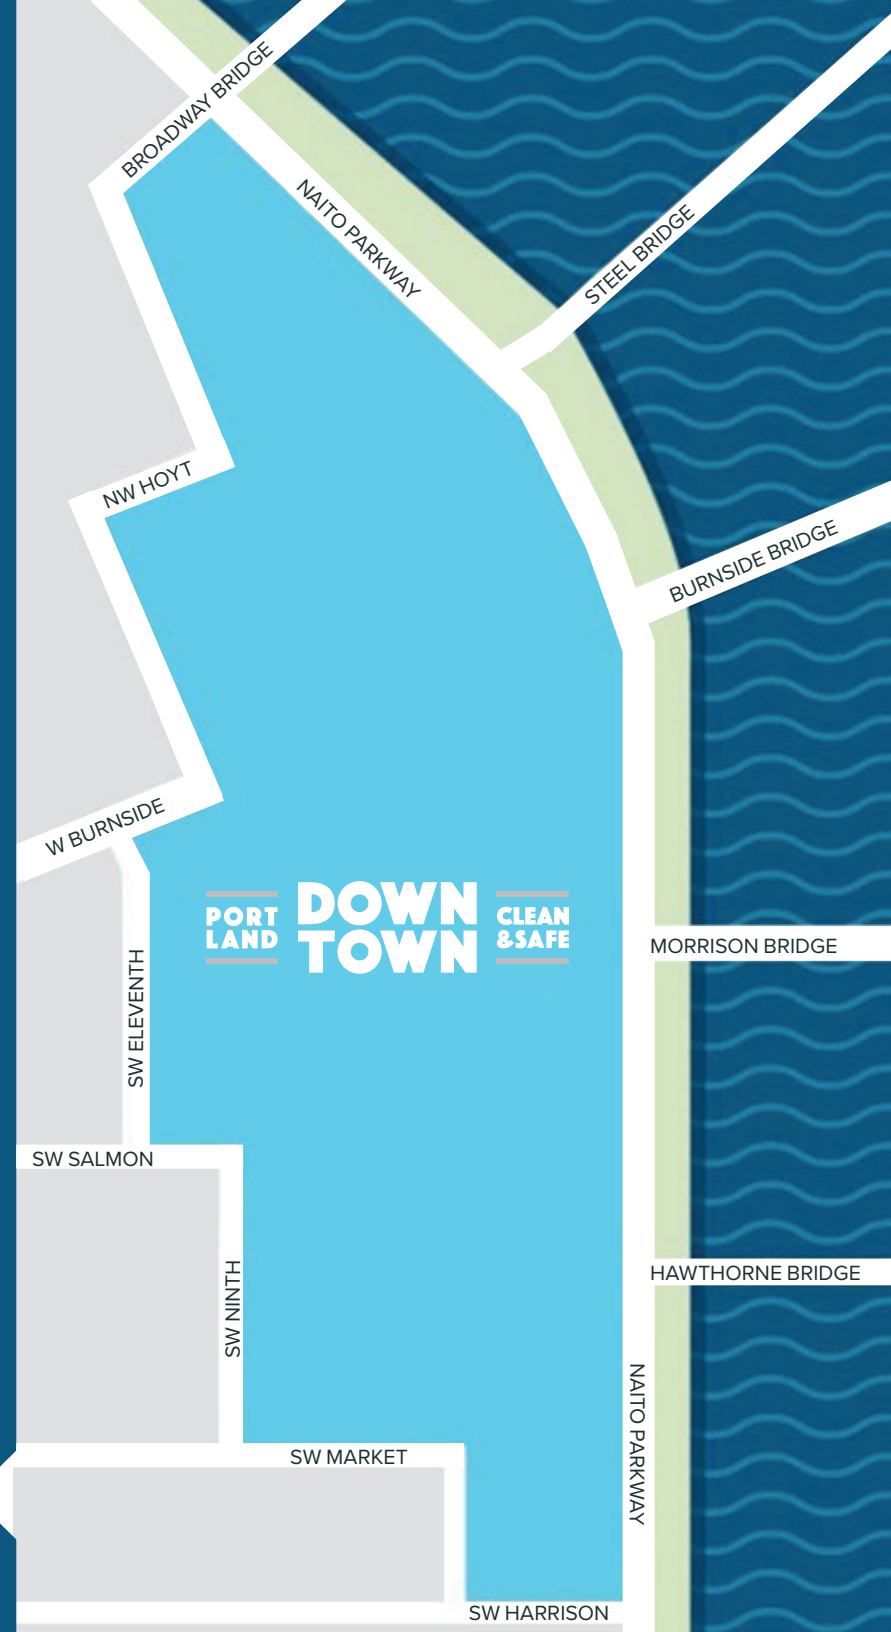 BROADWAY BRIDGE
NAITO PARKWAY
STEEL BRIDGE
NW HOYT
BURNSIDE BRIDGE
W BURNSIDE
PORT
LAND
DOWN
TOWN
CLEAN
&SAFE
MORRISON BRIDGE
SW ELEVENTH
SW SALMON
HAWTHORNE BRIDGE
SW NINTH
NAITO PARKWAY
SW MARKET
SW HARRISON